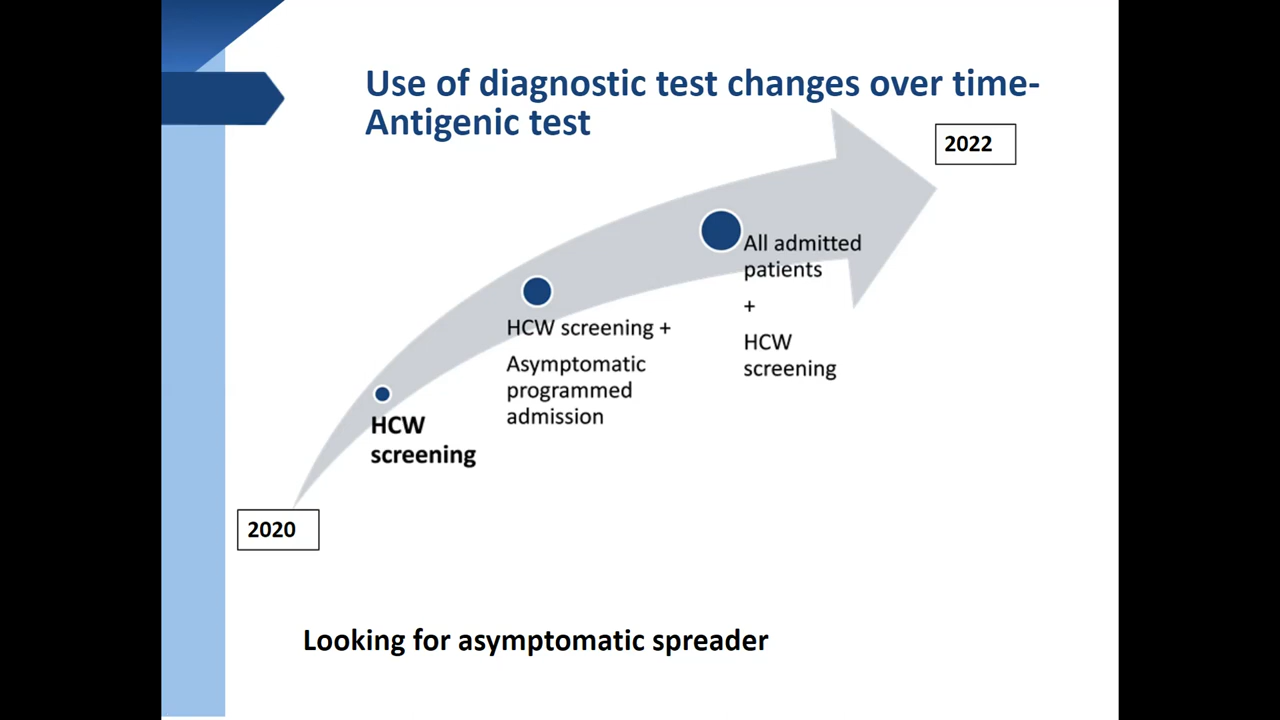 Use of diagnostic test changes over time-
Antigenic test
2022
All admitted
patients
+
HCW
screening
HCW screening +
Asymptomatic
programmed
admission
HCW
screening
2020
Looking for asymptomatic spreader